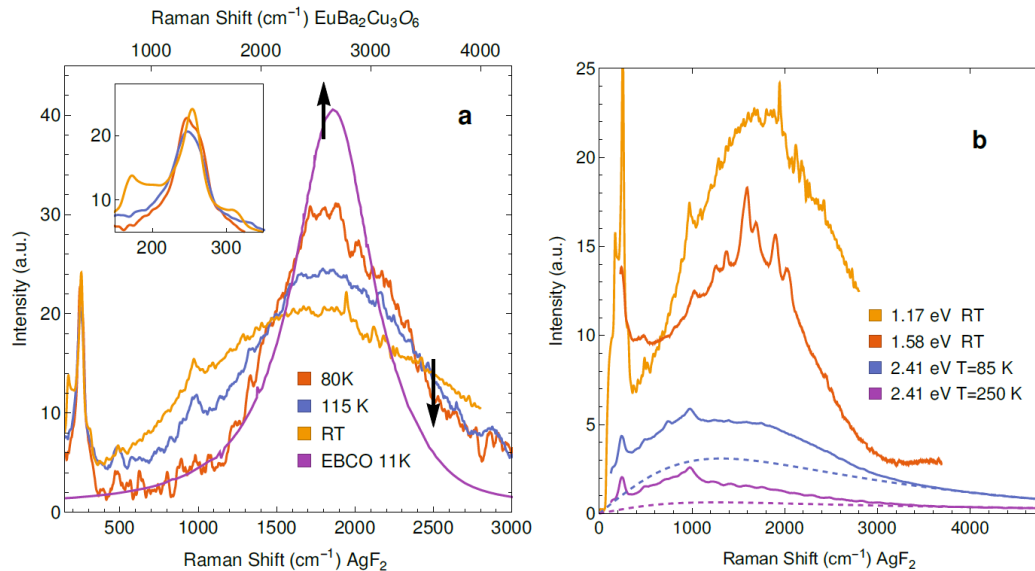 Raman Shift (cm⁻¹) EuBa₂Cu₃O₆
1000 2000 3000 4000
a
Intensity (a.u.)
40
30
20
10
0
20
10
200 300
80K
115 K
RT
EBCO 11K
500 1000 1500 2000 2500 3000
Raman Shift (cm⁻¹) AgF₂
b
Intensity (a.u.)
25
20
15
10
5
0
1.17 eV RT
1.58 eV RT
2.41 eV T=85 K
2.41 eV T=250 K
0 1000 2000 3000 4000
Raman Shift (cm⁻¹) AgF₂